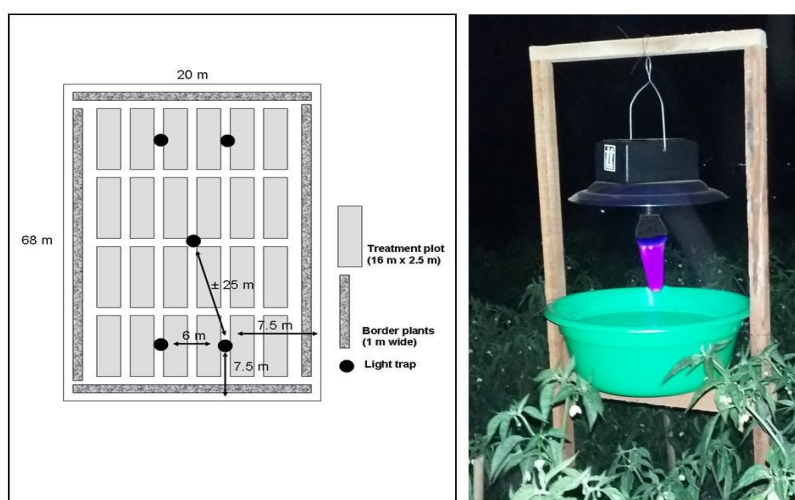 20 m
68 m
± 25 m
6 m
7.5 m
7.5 m
Treatment plot
(16 m x 2.5 m)
Border plants
(1 m wide)
Light trap